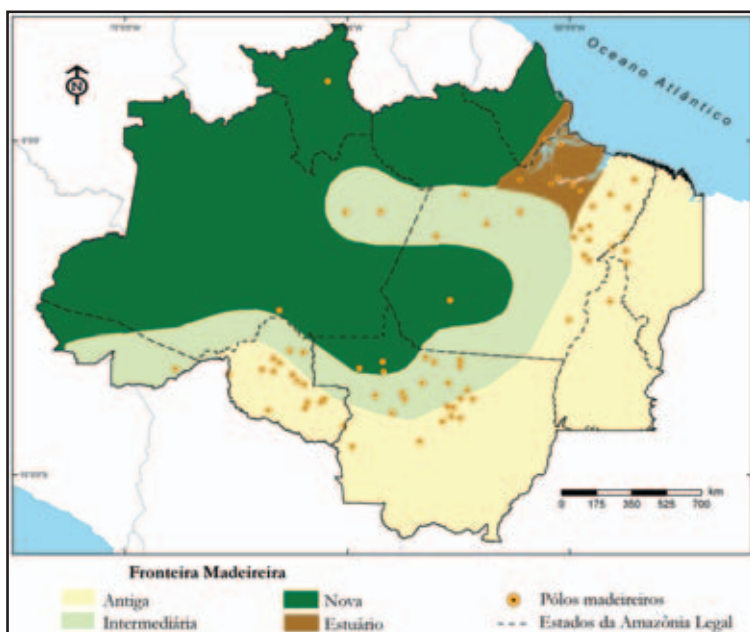 Oceano Atlântico
N
km
0 175 350 525 700
Fronteira Madeireira
Antiga
Nova
Pólos madeireiros
Intermediária
Estuário
Estados da Amazônia Legal